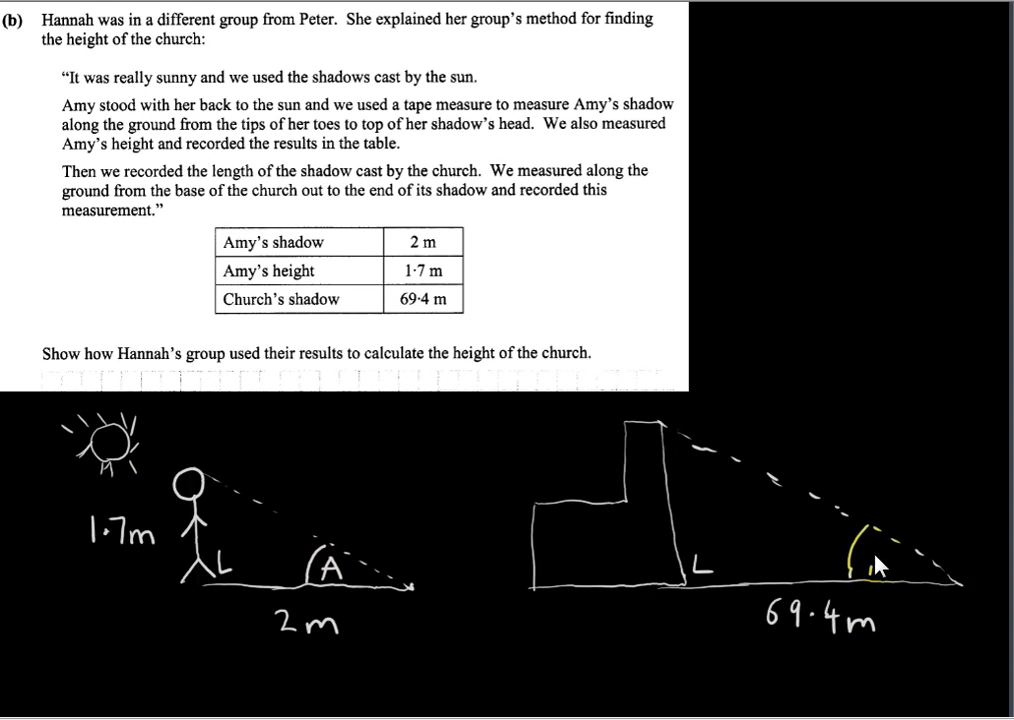 (b) Hannah was in a different group from Peter. She explained her group's method for finding
the height of the church:
“It was really sunny and we used the shadows cast by the sun.
Amy stood with her back to the sun and we used a tape measure to measure Amy's shadow
along the ground from the tips of her toes to top of her shadow's head. We also measured
Amy's height and recorded the results in the table.
Then we recorded the length of the shadow cast by the church. We measured along the
ground from the base of the church out to the end of its shadow and recorded this
measurement.”
Amy's shadow 2 m
Amy's height 1·7 m
Church's shadow 69·4 m
Show how Hannah's group used their results to calculate the height of the church.
1.7m
A
2m
69.4m